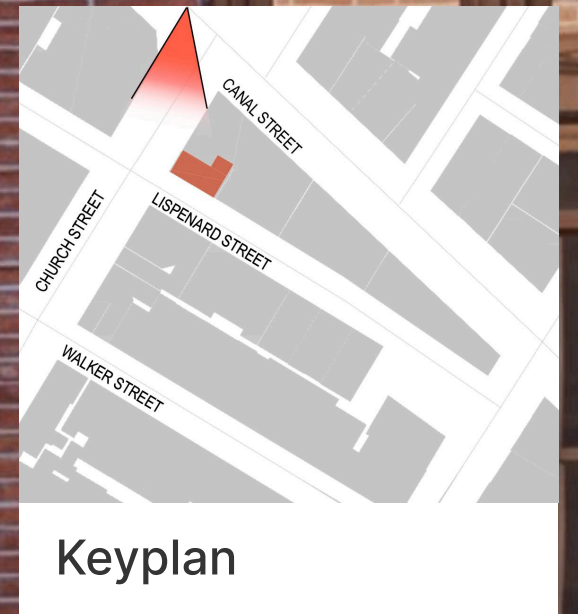 CANAL STREET
LISPENARD STREET
CHURCH STREET
WALKER STREET
Keyplan